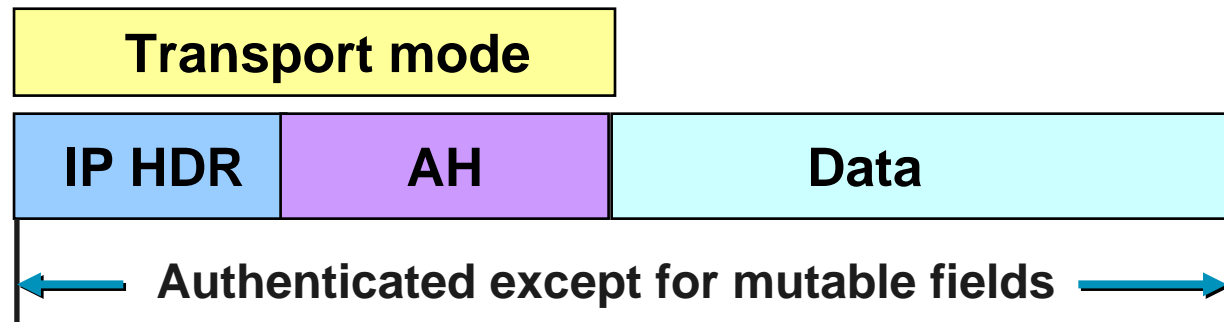 Transport mode
IP HDR AH Data
Authenticated except for mutable fields